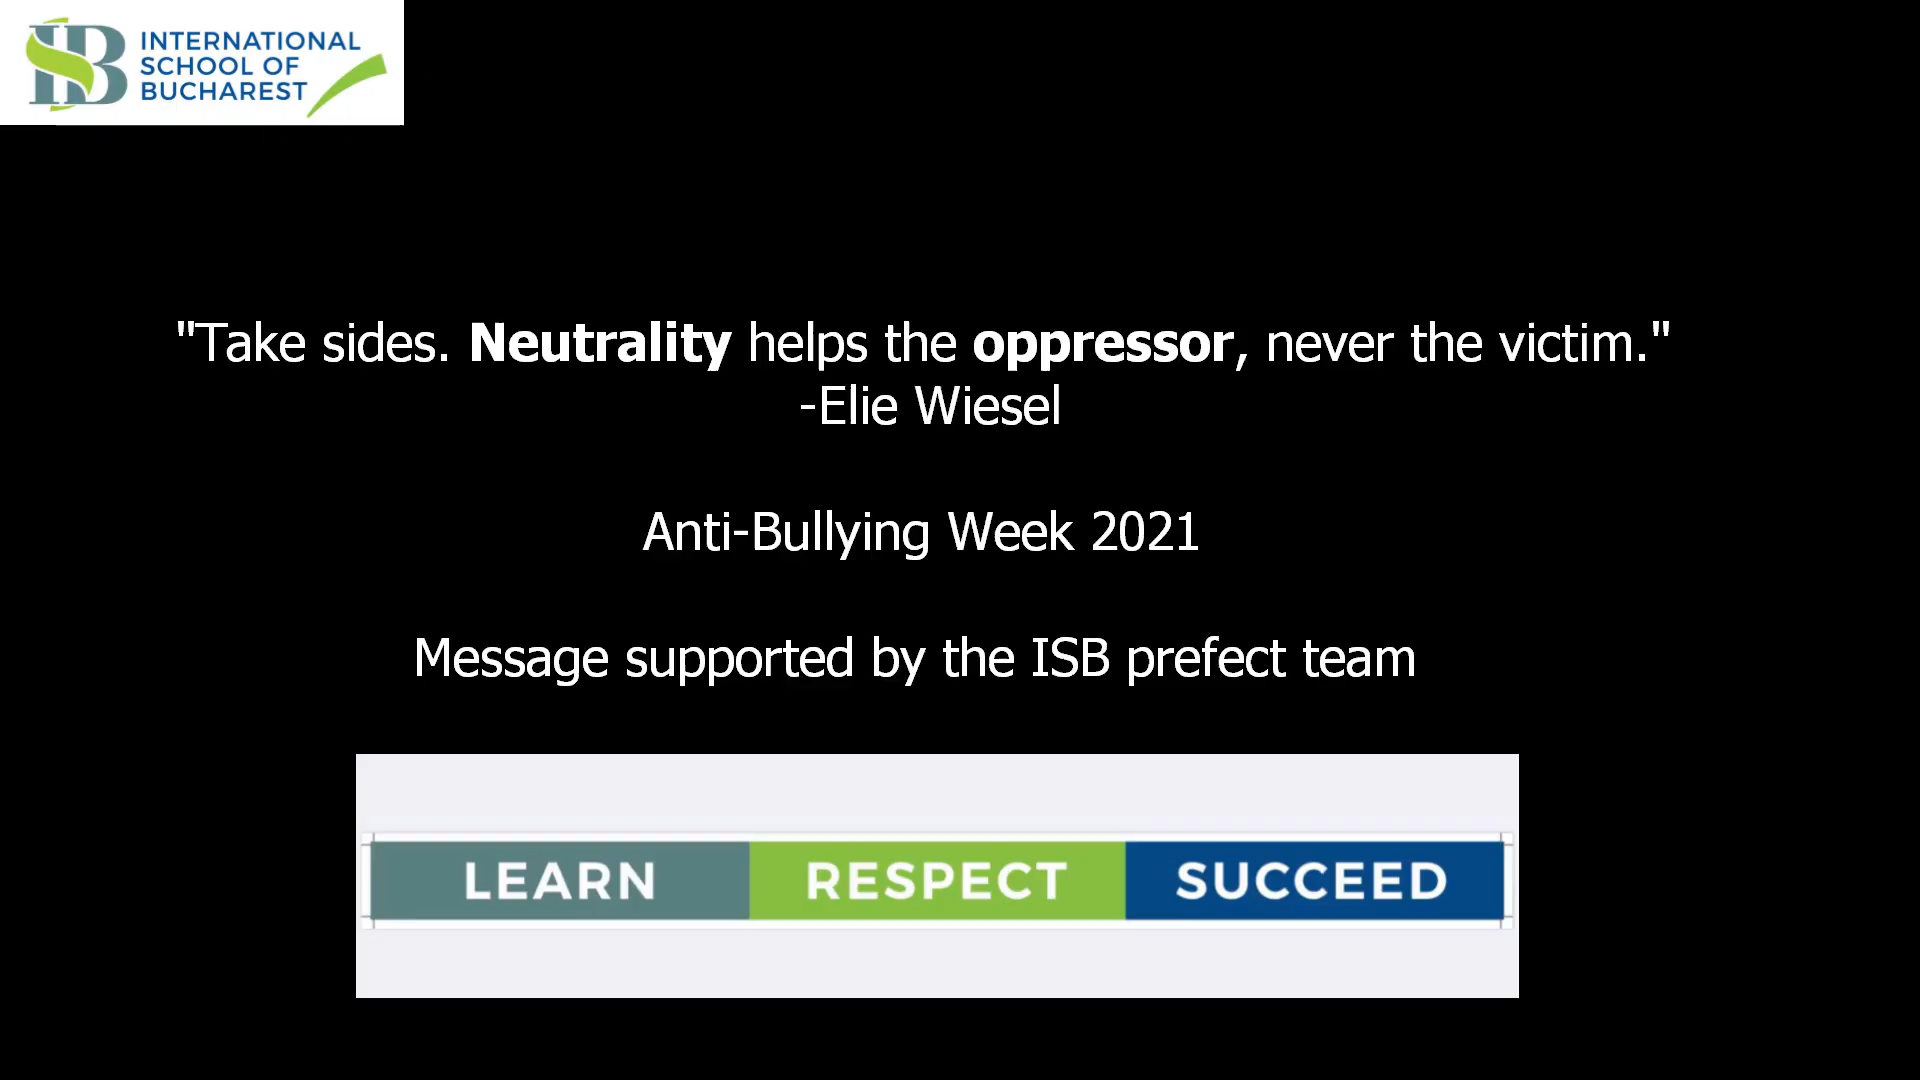 INTERNATIONAL
SCHOOL OF
BUCHAREST
"Take sides. Neutrality helps the oppressor, never the victim."
-Elie Wiesel
Anti-Bullying Week 2021
Message supported by the ISB prefect team
LEARN RESPECT SUCCEED